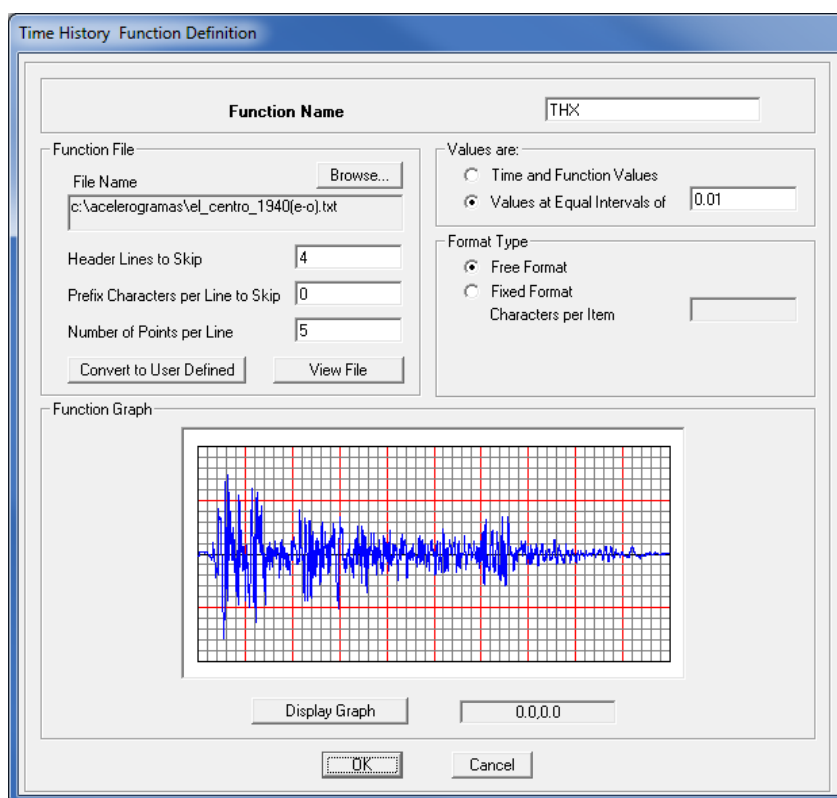 Time History Function Definition
Function Name
THX
Function File
File Name
Browse...
c:\acelerogramas\el_centro_1940(e-o).txt
Header Lines to Skip
4
Prefix Characters per Line to Skip
0
Number of Points per Line
5
Convert to User Defined
View File
Values are:
Time and Function Values
Values at Equal Intervals of
0.01
Format Type
Free Format
Fixed Format
Characters per Item
Function Graph
Display Graph
0.0,0.0
OK
Cancel